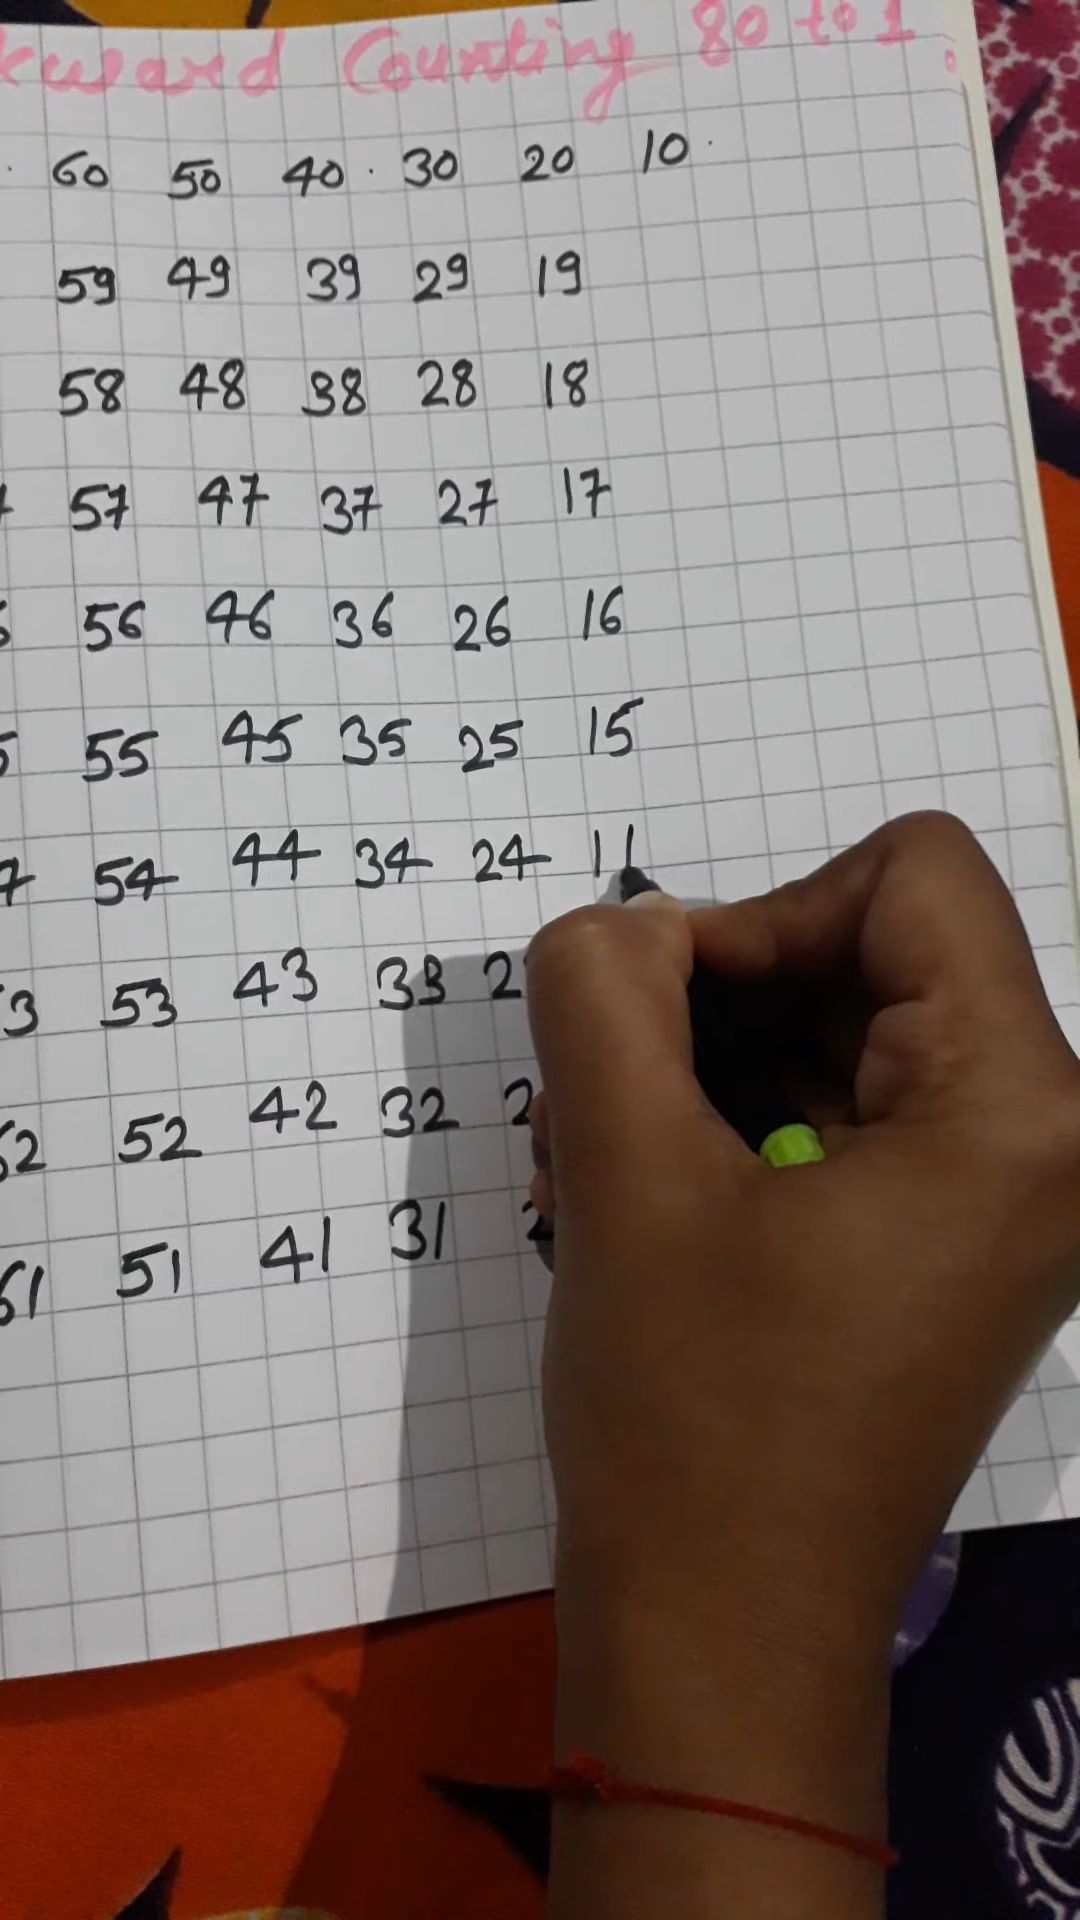 Counting 80 to 1.
60 50 40 30 20 10
59 49 39 29 19
58 48 38 28 18
57 47 37 27 17
56 46 36 26 16
55 45 35 25 15
54 44 34 24
53 43 33
52 42 32
61 51 41 31